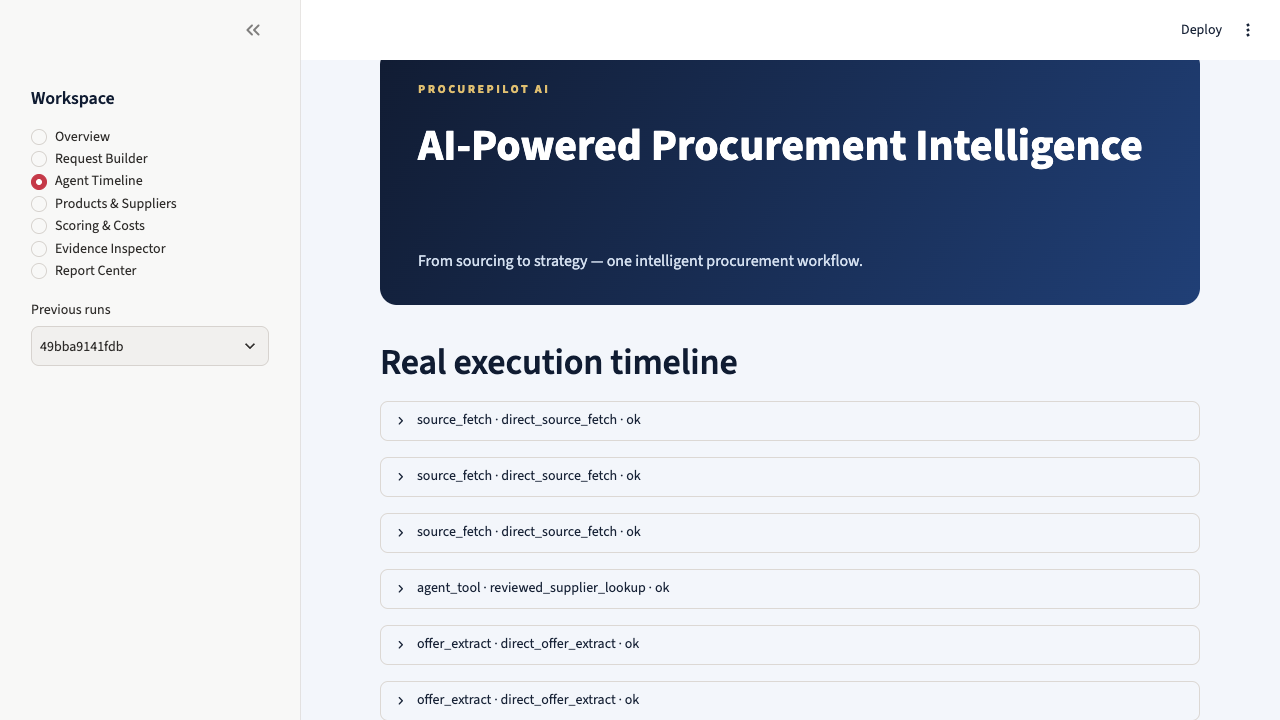 Deploy
Workspace
Overview
Request Builder
Agent Timeline
Products & Suppliers
Scoring & Costs
Evidence Inspector
Report Center
Previous runs
49bba9141fdb
PROCUREPILOT AI
AI-Powered Procurement Intelligence
From sourcing to strategy — one intelligent procurement workflow.
Real execution timeline
source_fetch · direct_source_fetch · ok
source_fetch · direct_source_fetch · ok
source_fetch · direct_source_fetch · ok
agent_tool · reviewed_supplier_lookup · ok
offer_extract · direct_offer_extract · ok
offer_extract · direct_offer_extract · ok